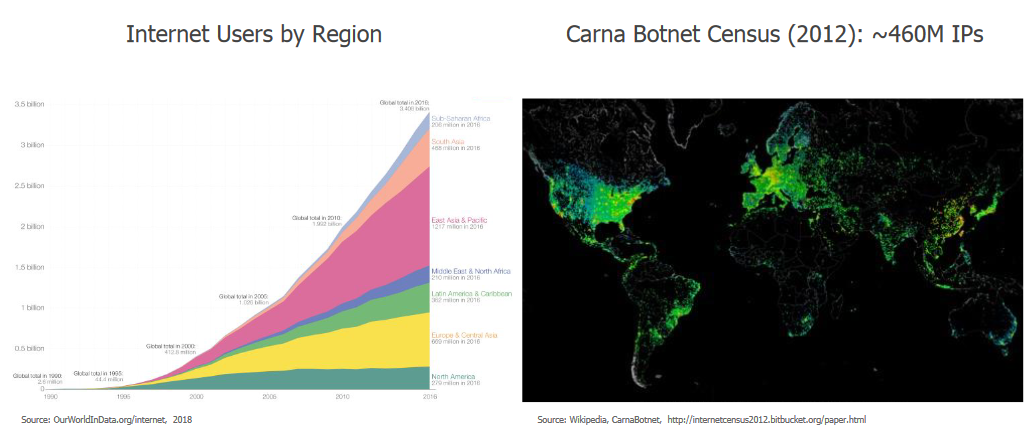 Internet Users by Region
Carna Botnet Census (2012): ~460M IPs
Global total in 2016:
3.5 billion
3.408 billion
Sub-Saharan Africa
208 million in 2016
3 billion
South Asia
468 million in 2016
2.5 billion
Global total in 2010:
East Asia & Pacific
1.992 billion
1217 million in 2016
2 billion
1.5 billion
Middle East & North Africa
210 million in 2016
Global total in 2005:
Latin America & Caribbean
1.026 billion
362 million in 2016
1 billion
Global total in 2000:
Europe & Central Asia
412.8 million
669 million in 2016
0.5 billion
Global total in 1990:
Global total in 1995:
North America
2.6 million
44.4 million
279 million in 2016
0
1990
1995
2000
2005
2010
2016
Source: OurWorldInData.org/internet, 2018
Source: Wikipedia, CarnaBotnet, http://internetcensus2012.bitbucket.org/paper.html